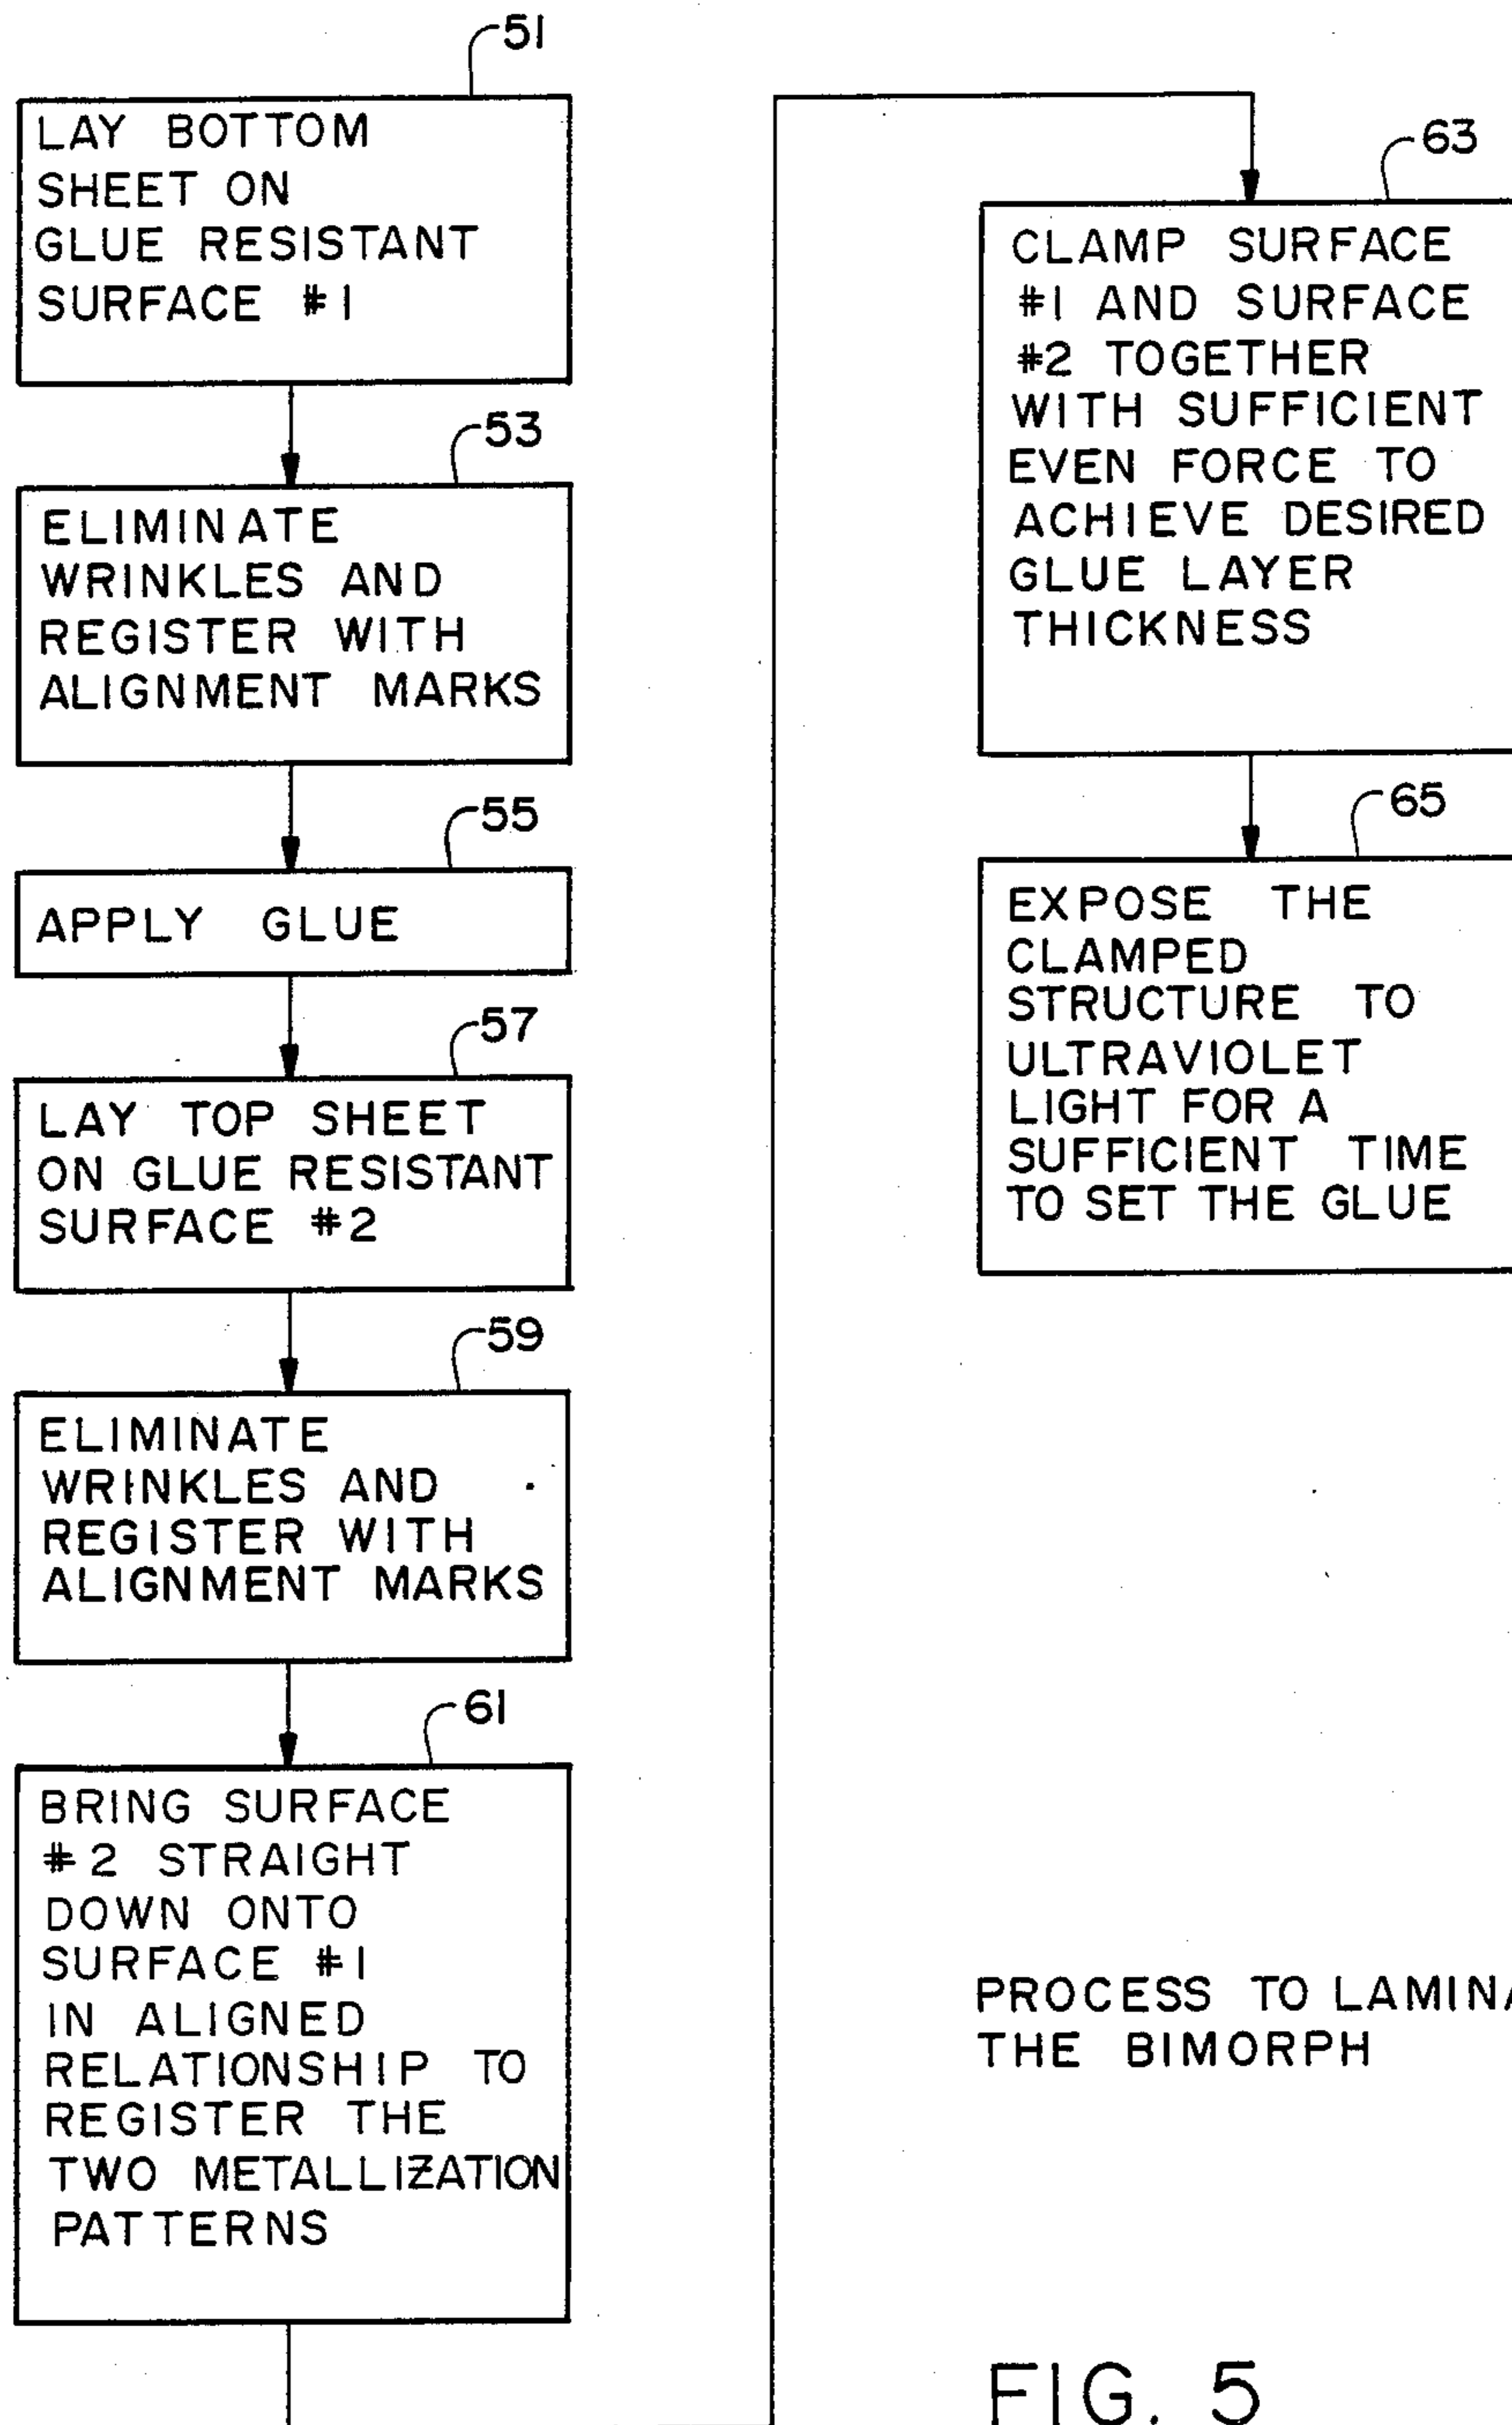 51
LAY BOTTOM
SHEET ON
GLUE RESISTANT
SURFACE #1
53
ELIMINATE
WRINKLES AND
REGISTER WITH
ALIGNMENT MARKS
55
APPLY GLUE
57
LAY TOP SHEET
ON GLUE RESISTANT
SURFACE #2
59
ELIMINATE
WRINKLES AND
REGISTER WITH
ALIGNMENT MARKS
61
BRING SURFACE
#2 STRAIGHT
DOWN ONTO
SURFACE #1
IN ALIGNED
RELATIONSHIP TO
REGISTER THE
TWO METALLIZATION
PATTERNS
63
CLAMP SURFACE
#1 AND SURFACE
#2 TOGETHER
WITH SUFFICIENT
EVEN FORCE TO
ACHIEVE DESIRED
GLUE LAYER
THICKNESS
65
EXPOSE THE
CLAMPED
STRUCTURE TO
ULTRAVIOLET
LIGHT FOR A
SUFFICIENT TIME
TO SET THE GLUE
PROCESS TO
THE BIMORPH
FIG. 5